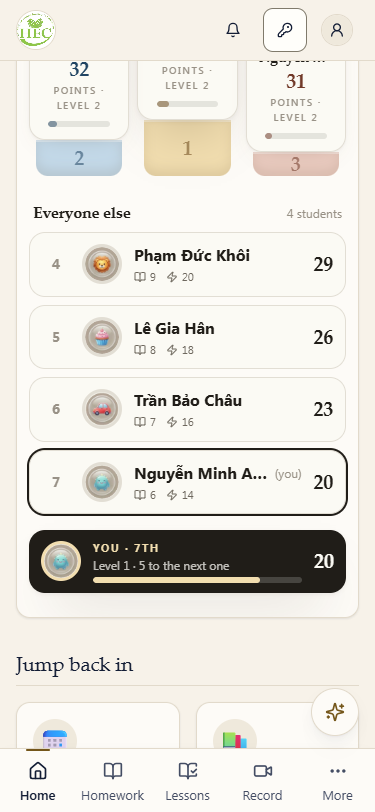 HEC
32
POINTS ·
LEVEL 2
POINTS ·
LEVEL 2
31
POINTS ·
LEVEL 2
2
1
3
Everyone else
4 students
4
Phạm Đức Khôi
9 20
29
5
Lê Gia Hân
8 18
26
6
Trần Bảo Châu
7 16
23
7
Nguyễn Minh A... (you)
6 14
20
YOU · 7TH
Level 1 · 5 to the next one
20
Jump back in
Home
Homework
Lessons
Record
More